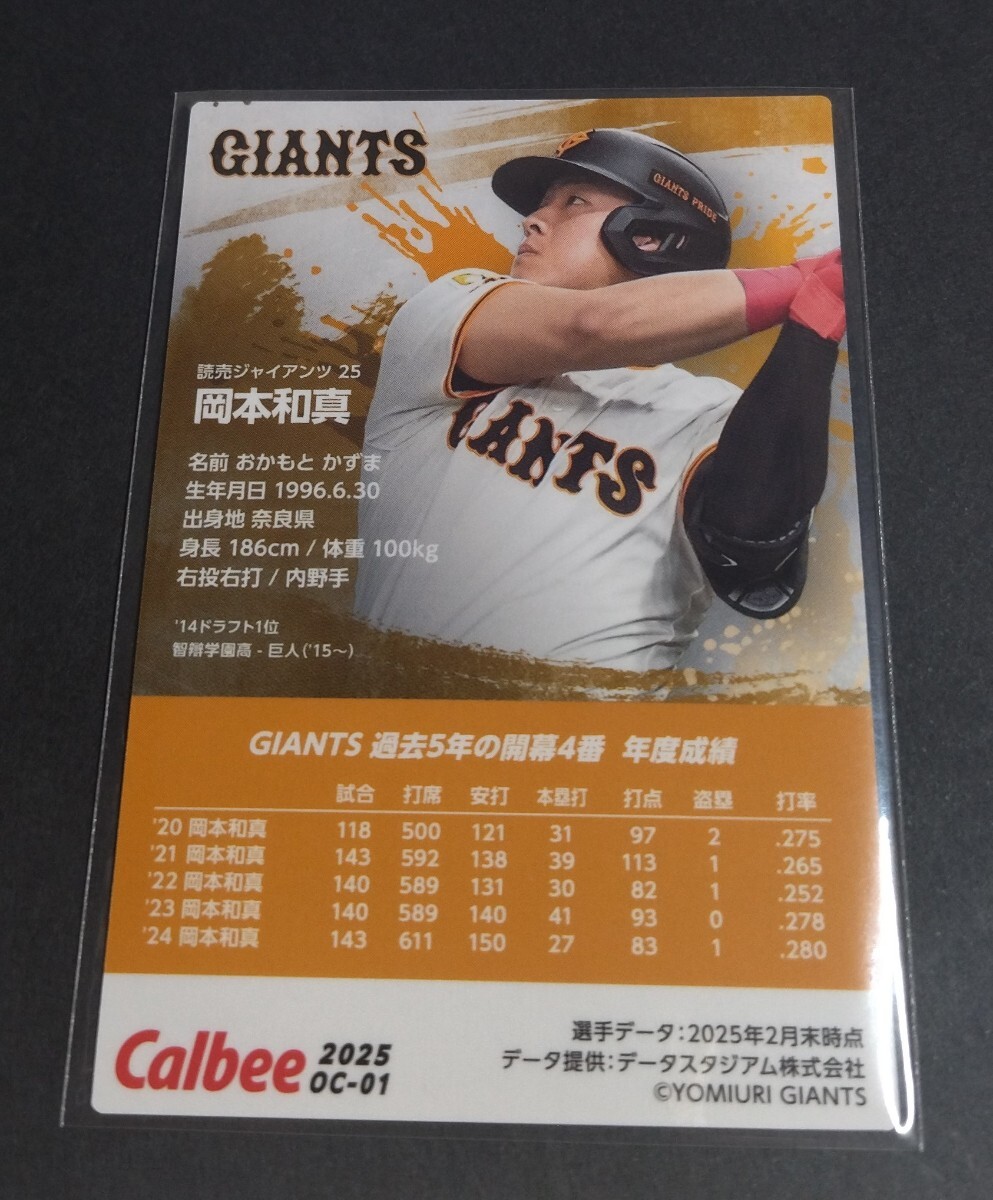 GIANTS
GIANTS PRIDE
読売ジャイアンツ 25
岡本和真
GIANTS
名前 おかもと かずま
生年月日 1996.6.30
出身地 奈良県
身長 186cm / 体重 100kg
右投右打 / 内野手
'14ドラフト1位
智辯学園高 - 巨人('15〜)
GIANTS 過去5年の開幕4番 年度成績
試合 打席 安打 本塁打 打点 盗塁 打率
'20 岡本和真 118 500 121 31 97 2 .275
'21 岡本和真 143 592 138 39 113 1 .265
'22 岡本和真 140 589 131 30 82 1 .252
'23 岡本和真 140 589 140 41 93 0 .278
'24 岡本和真 143 611 150 27 83 1 .280
Calbee 2025
OC-01
選手データ:2025年2月末時点
データ提供:データスタジアム株式会社
©YOMIURI GIANTS